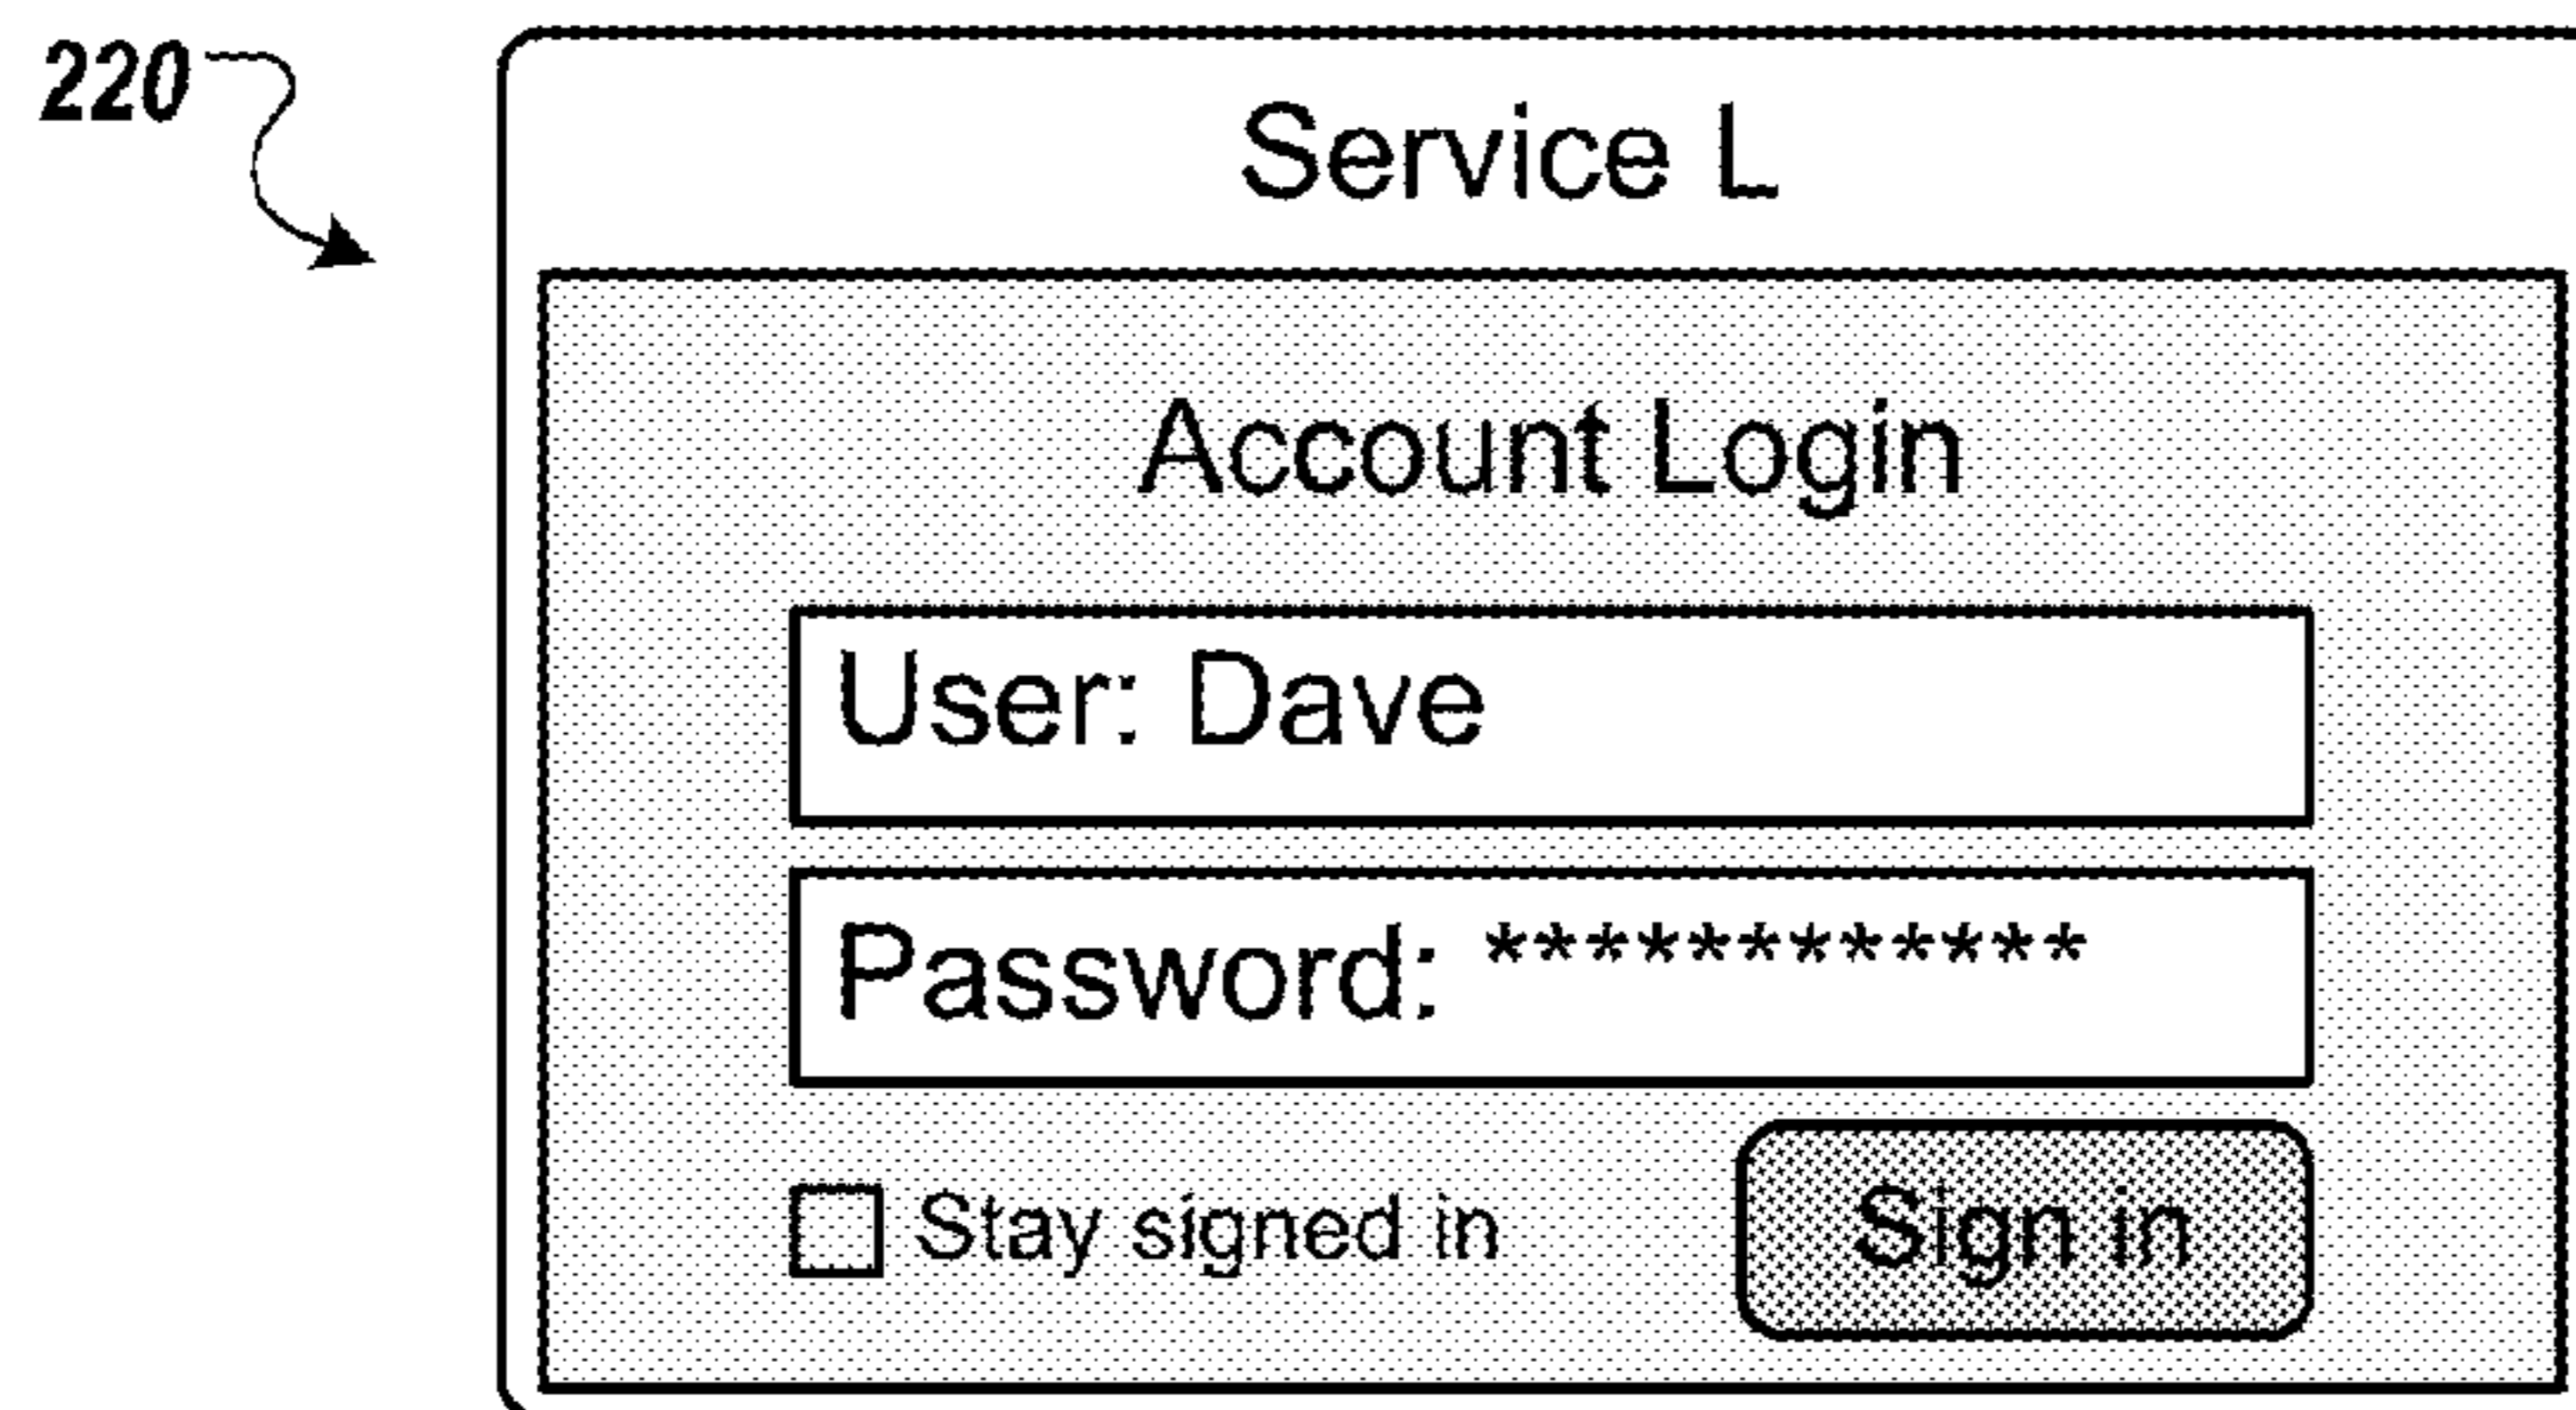 220
Service L
Account Login
User: Dave
Password: ************
Stay signed in
Sign in